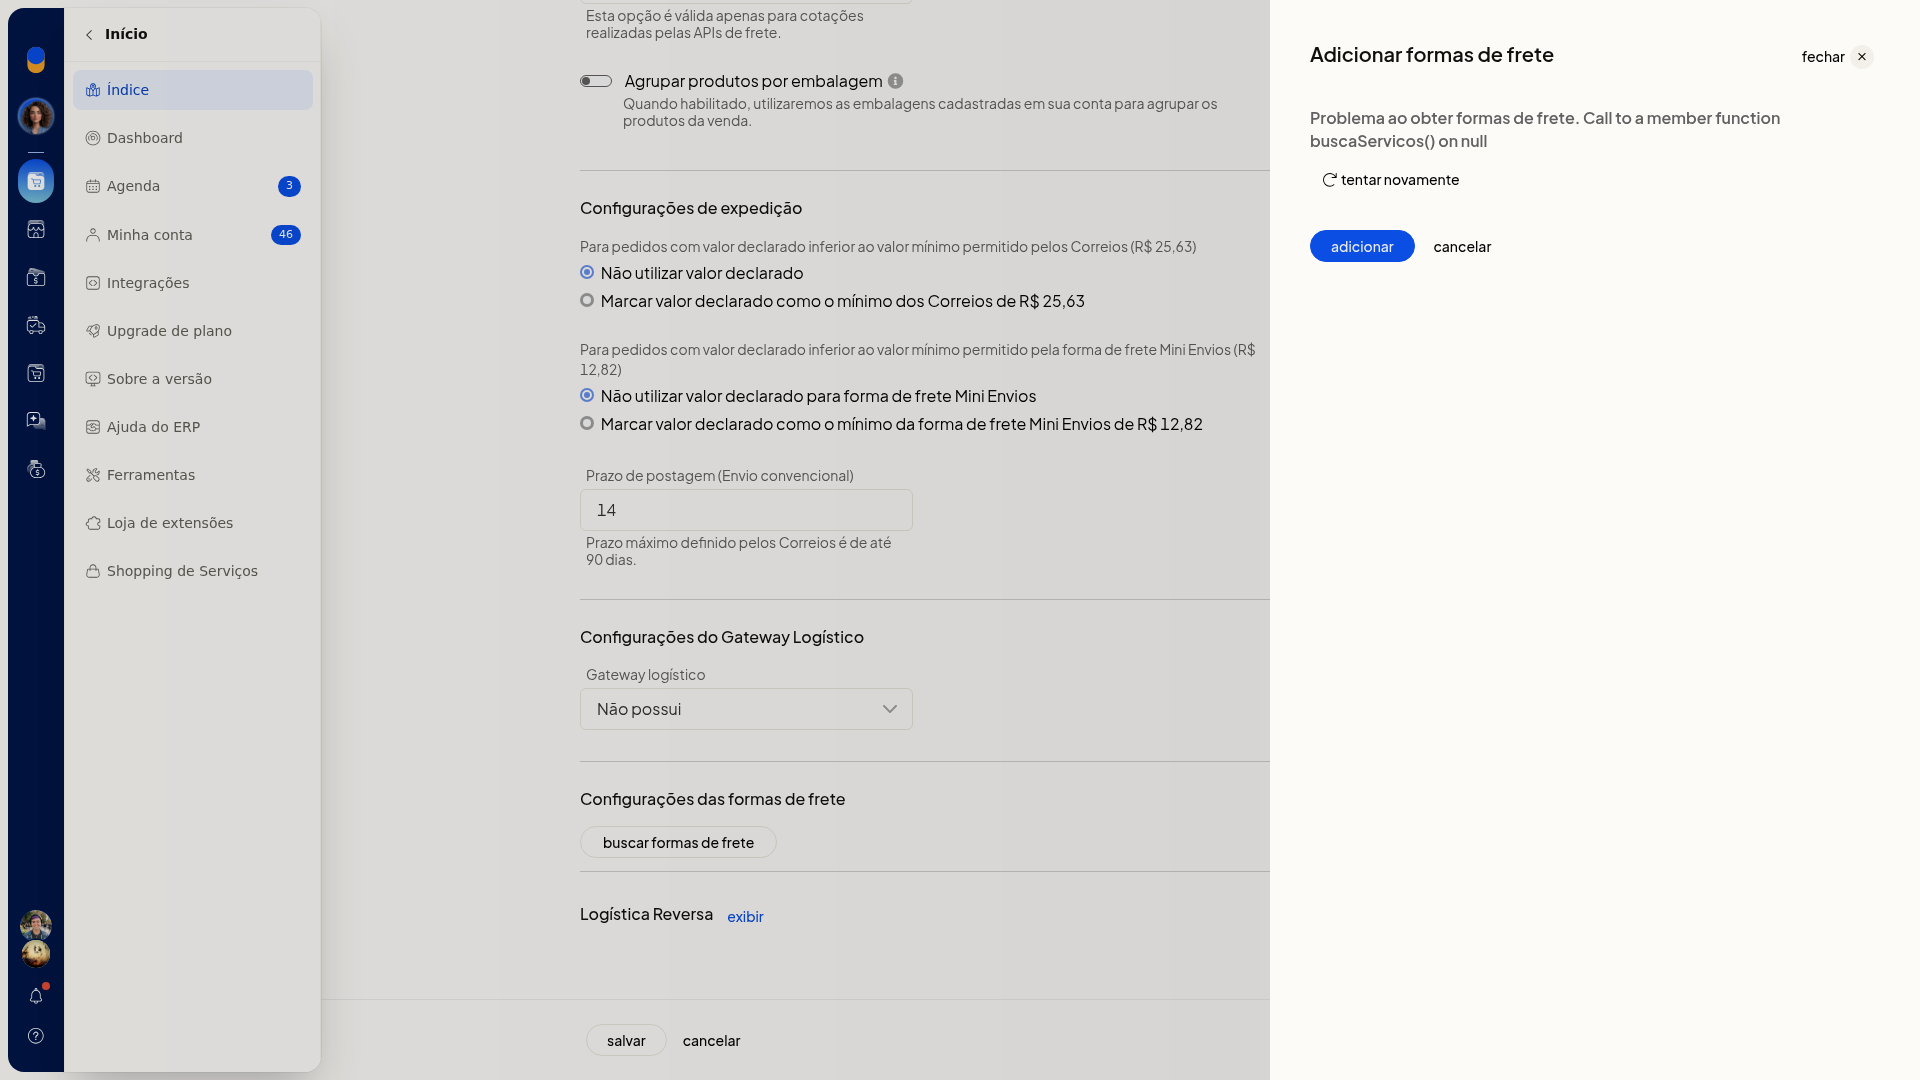 Início
Índice
Dashboard
Agenda 3
Minha conta 46
Integrações
Upgrade de plano
Sobre a versão
Ajuda do ERP
Ferramentas
Loja de extensões
Shopping de Serviços
Esta opção é válida apenas para cotações
realizadas pelas APIs de frete.
Agrupar produtos por embalagem
Quando habilitado, utilizaremos as embalagens cadastradas em sua conta para agrupar os
produtos da venda.
Configurações de expedição
Para pedidos com valor declarado inferior ao valor mínimo permitido pelos Correios (R$ 25,63)
Não utilizar valor declarado
Marcar valor declarado como o mínimo dos Correios de R$ 25,63
Para pedidos com valor declarado inferior ao valor mínimo permitido pela forma de frete Mini Envios (R$
12,82)
Não utilizar valor declarado para forma de frete Mini Envios
Marcar valor declarado como o mínimo da forma de frete Mini Envios de R$ 12,82
Prazo de postagem (Envio convencional)
14
Prazo máximo definido pelos Correios é de até
90 dias.
Configurações do Gateway Logístico
Gateway logístico
Não possui
Configurações das formas de frete
buscar formas de frete
Logística Reversa exibir
salvar cancelar
Adicionar formas de frete
fechar
Problema ao obter formas de frete. Call to a member function
buscaServicos() on null
tentar novamente
adicionar cancelar